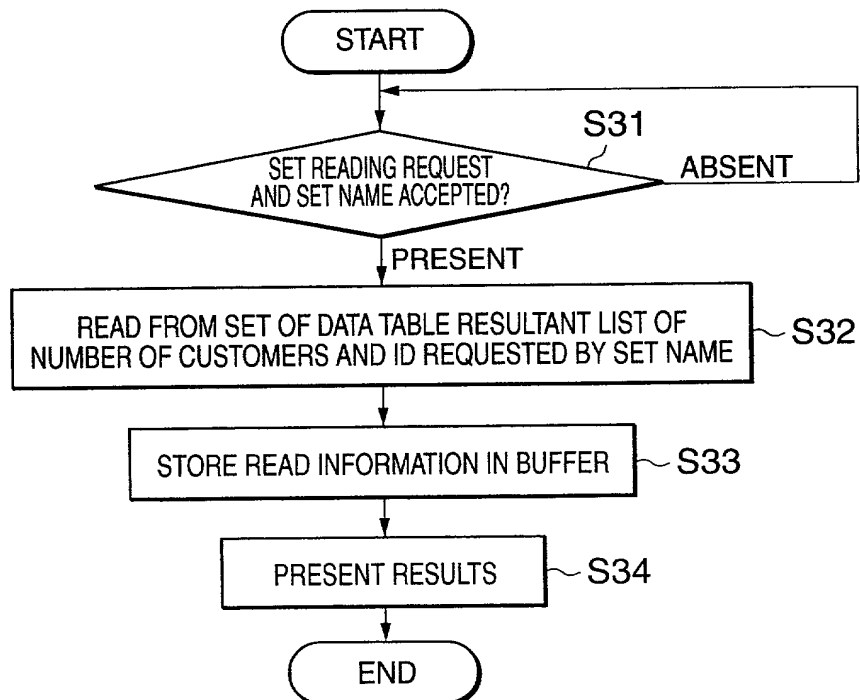 START
S31
SET READING REQUEST
AND SET NAME ACCEPTED?
ABSENT
PRESENT
READ FROM SET OF DATA TABLE RESULTANT LIST OF
NUMBER OF CUSTOMERS AND ID REQUESTED BY SET NAME
S32
STORE READ INFORMATION IN BUFFER
S33
PRESENT RESULTS
S34
END